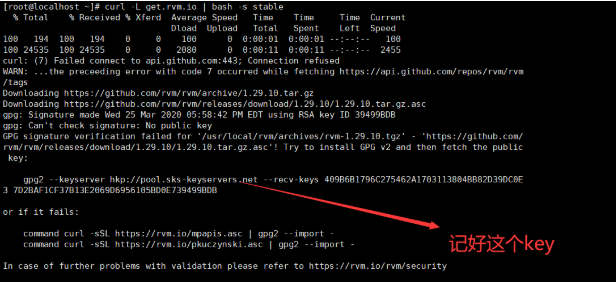 [root@localhost ~]# curl -L get.rvm.io | bash -s stable
  % Total    % Received % Xferd  Average Speed   Time    Time     Time  Current
                                 Dload  Upload   Total   Spent    Left  Speed
100   194  100   194    0     0    100      0  0:00:01  0:00:01 --:--:--   100
100 24535  100 24535    0     0   2080      0  0:00:11  0:00:11 --:--:--  2455
curl: (7) Failed connect to api.github.com:443; Connection refused
WARN: ...the preceeding error with code 7 occurred while fetching https://api.github.com/repos/rvm/rvm
/tags
Downloading https://github.com/rvm/rvm/archive/1.29.10.tar.gz
Downloading https://github.com/rvm/rvm/releases/download/1.29.10/1.29.10.tar.gz.asc
gpg: Signature made Wed 25 Mar 2020 05:58:42 PM EDT using RSA key ID 39499BDB
gpg: Can't check signature: No public key
GPG signature verification failed for '/usr/local/rvm/archives/rvm-1.29.10.tgz' - 'https://github.com/
rvm/rvm/releases/download/1.29.10/1.29.10.tar.gz.asc'! Try to install GPG v2 and then fetch the public
 key:
    gpg2 --keyserver hkp://pool.sks-keyservers.net --recv-keys 409B6B1796C275462A1703113804BB82D39DC0E
3 7D2BAF1CF37B13E2069D6956105BD0E739499BDB
or if it fails:
    command curl -sSL https://rvm.io/mpapis.asc | gpg2 --import -
    command curl -sSL https://rvm.io/pkuczynski.asc | gpg2 --import -
记好这个key
In case of further problems with validation please refer to https://rvm.io/rvm/security